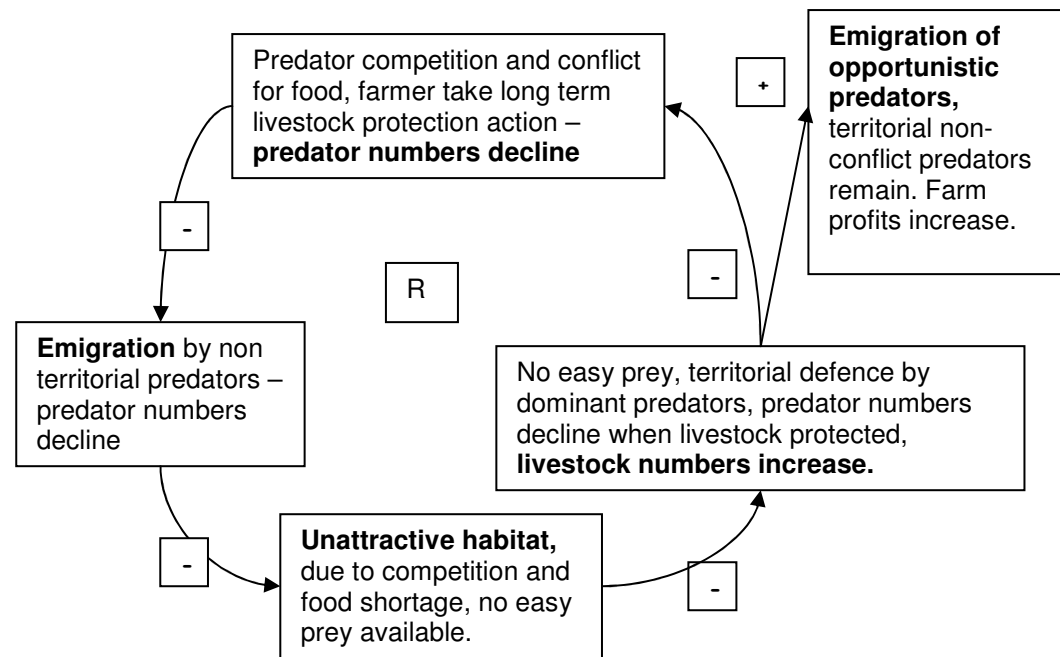 Predator competition and conflict
for food, farmer take long term
livestock protection action –
predator numbers decline
+
Emigration of
opportunistic
predators,
territorial non-
conflict predators
remain. Farm
profits increase.
-
R
-
Emigration by non
territorial predators –
predator numbers
decline
No easy prey, territorial defence by
dominant predators, predator numbers
decline when livestock protected,
livestock numbers increase.
-
Unattractive habitat,
due to competition and
food shortage, no easy
prey available.
-